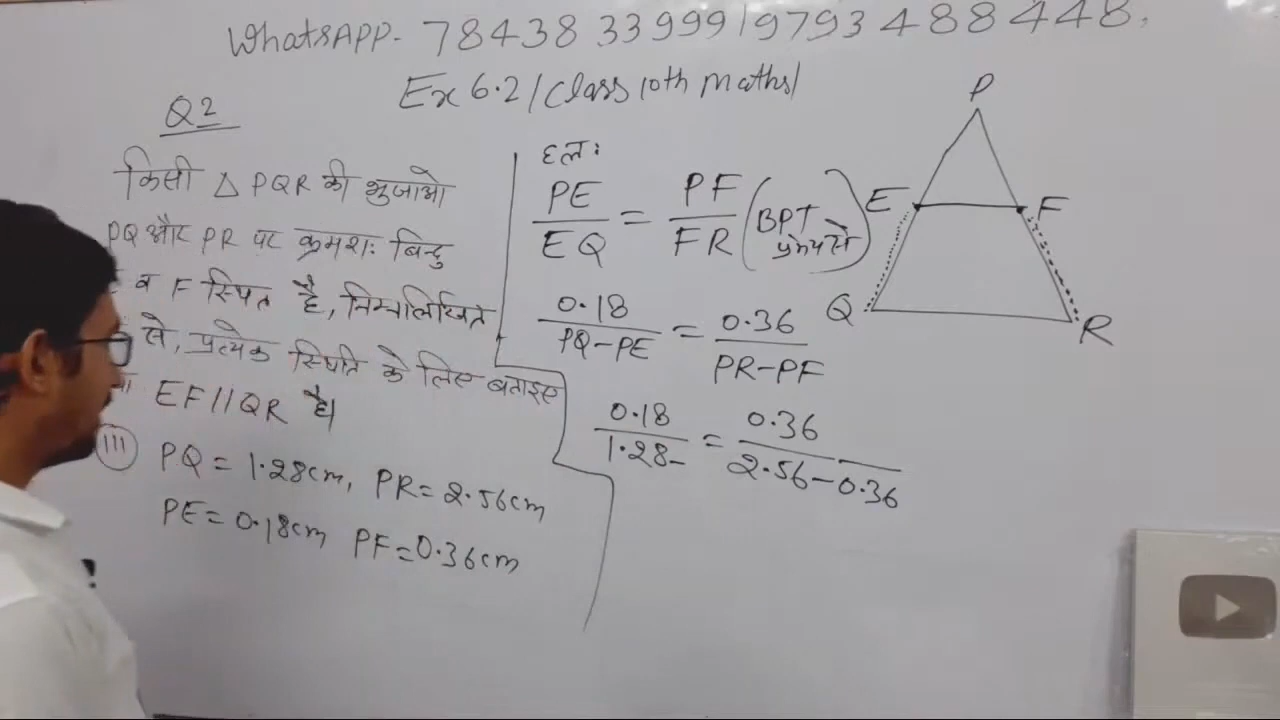 WhatsAPP- 78438 33999/9793488448,
Ex 6.2/Class 10th maths/
Q2
किसी △ PQR की भुजाओ
PQ और PR पर क्रमशः बिन्दु
व F स्थित है, निम्नलिखित
से, प्रत्येक स्थिति के लिए बताइए
EF//QR है।
(III) PQ = 1.28cm, PR = 2.56cm
PE = 0.18cm PF = 0.36cm
हल:
PE/EQ = PF/FR (BPT प्रमेय से)
0.18/PQ-PE = 0.36/PR-PF
0.18/1.28- = 0.36/2.56-0.36
P
E F
Q R